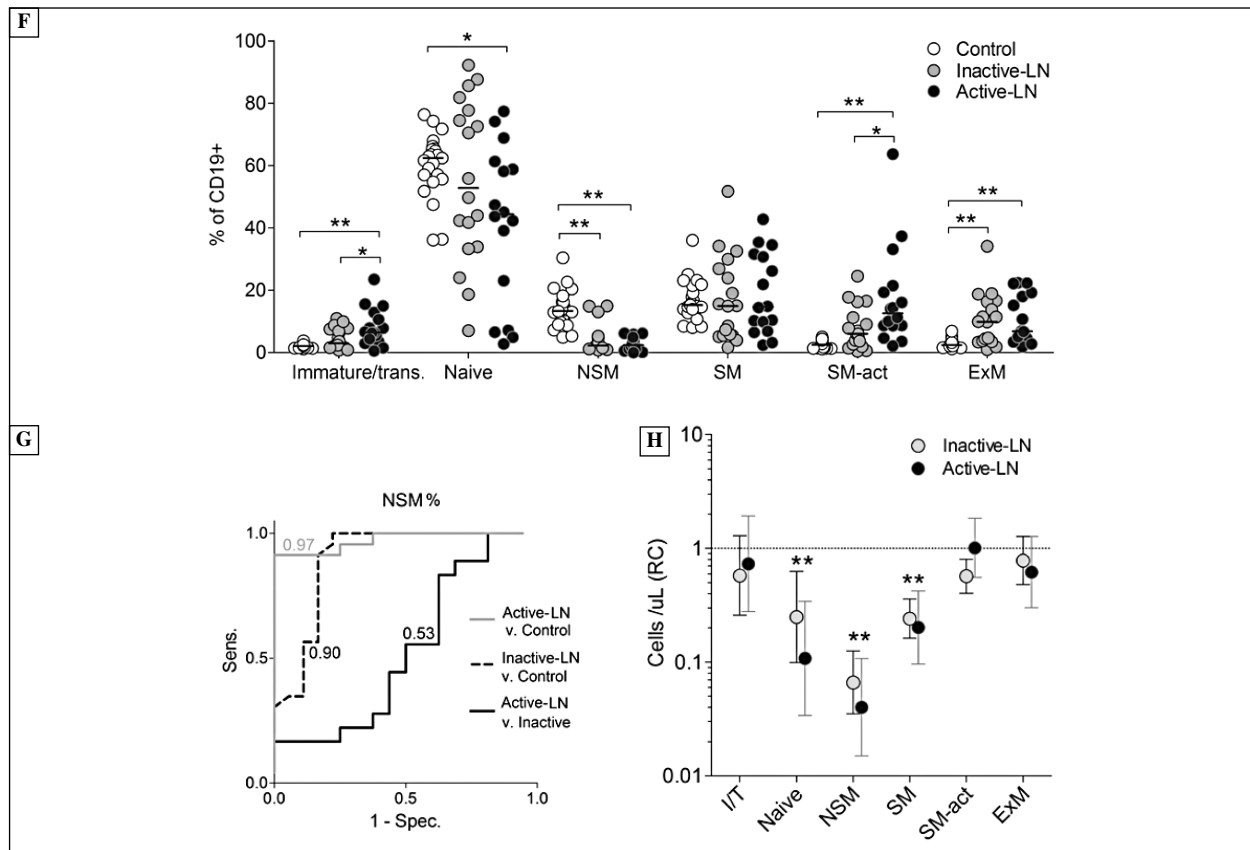 F
Control
Inactive-LN
Active-LN
% of CD19+
100
80
60
40
20
0
** * * ** ** ** * ** **
Immature/trans. Naive NSM SM SM-act ExM
G
NSM %
Sens.
1.0
0.5
0.0
0.97
0.90
0.53
Active-LN
v. Control
Inactive-LN
v. Control
Active-LN
v. Inactive
0.0 0.5 1.0
1 - Spec.
H
Inactive-LN
Active-LN
Cells /uL (RC)
10
1
0.1
0.01
** ** **
I/T Naive NSM SM SM-act ExM